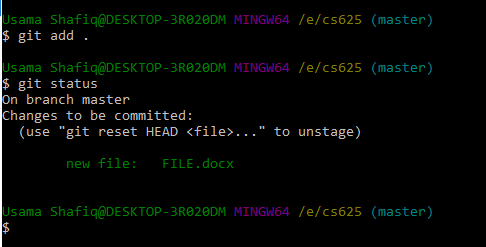 Usama Shafiq@DESKTOP-3R020DM MINGW64 /e/cs625 (master)
$ git add .
Usama Shafiq@DESKTOP-3R020DM MINGW64 /e/cs625 (master)
$ git status
On branch master
Changes to be committed:
  (use "git reset HEAD <file>..." to unstage)
        new file:   FILE.docx
Usama Shafiq@DESKTOP-3R020DM MINGW64 /e/cs625 (master)
$